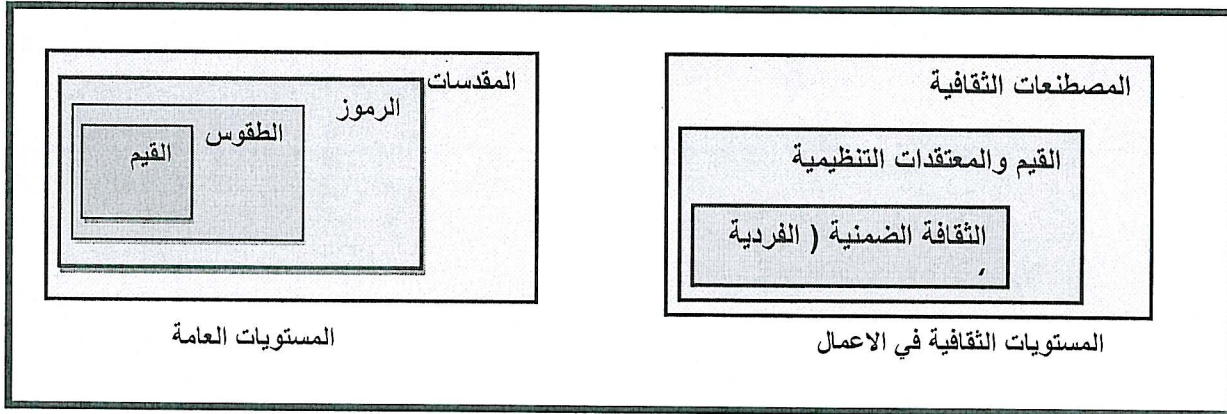 المصطنعات الثقافية
القيم والمعتقدات التنظيمية
الثقافة الضمنية ( الفردية
،
المستويات الثقافية في الاعمال
المقدسات
الرموز
الطقوس
القيم
المستويات العامة